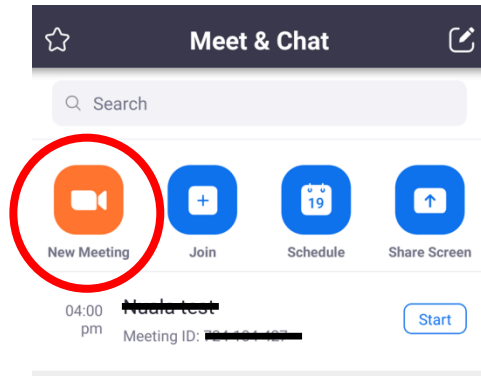 Meet & Chat
Search
19
New Meeting
Join
Schedule
Share Screen
04:00
pm
Start
Meeting ID: